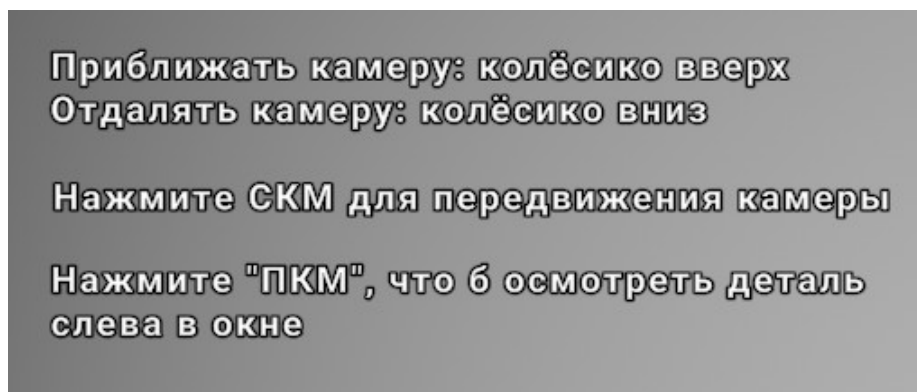 Приближать камеру: колёсико вверх
Отдалять камеру: колёсико вниз
Нажмите СКМ для передвижения камеры
Нажмите "ПКМ", что б осмотреть деталь
слева в окне